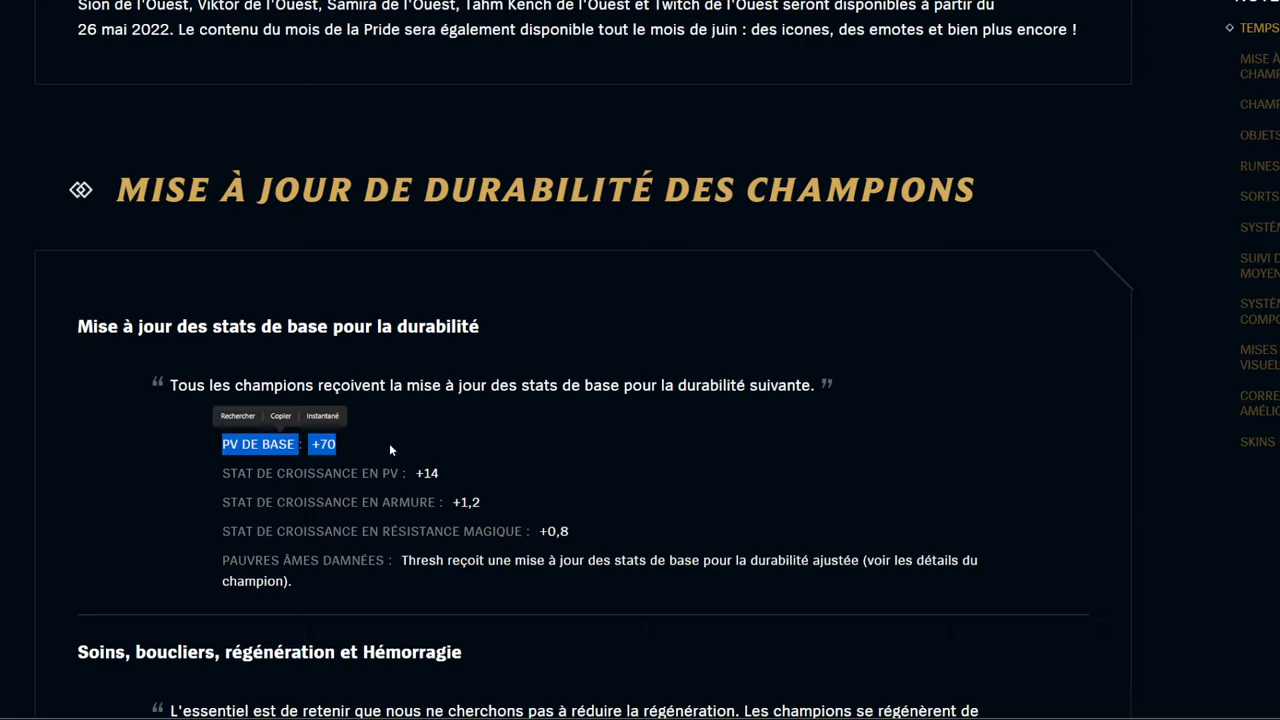 Sion de l'Ouest, Viktor de l'Ouest, Samira de l'Ouest, Tahm Kench de l'Ouest et Twitch de l'Ouest seront disponibles à partir du
26 mai 2022. Le contenu du mois de la Pride sera également disponible tout le mois de juin : des icones, des emotes et bien plus encore !
MISE À JOUR DE DURABILITÉ DES CHAMPIONS
Mise à jour des stats de base pour la durabilité
“ Tous les champions reçoivent la mise à jour des stats de base pour la durabilité suivante. ”
Rechercher | Copier | Instantané
PV DE BASE : +70
STAT DE CROISSANCE EN PV : +14
STAT DE CROISSANCE EN ARMURE : +1,2
STAT DE CROISSANCE EN RÉSISTANCE MAGIQUE : +0,8
PAUVRES ÂMES DAMNÉES : Thresh reçoit une mise à jour des stats de base pour la durabilité ajustée (voir les détails du
champion).
Soins, boucliers, régénération et Hémorragie
“ L'essentiel est de retenir que nous ne cherchons pas à réduire la régénération. Les champions se régénèrent de
TEMPS
MISE À
CHAMP
CHAMP
OBJETS
RUNES
SORTS
SYSTÈ
SUIVI D
MOYEN
SYSTÈ
COMPO
MISES
VISUEL
CORRE
AMÉLI
SKINS